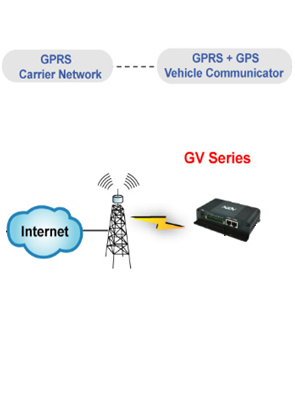 GPRS
Carrier Network
GPRS + GPS
Vehicle Communicator
GV Series
Internet